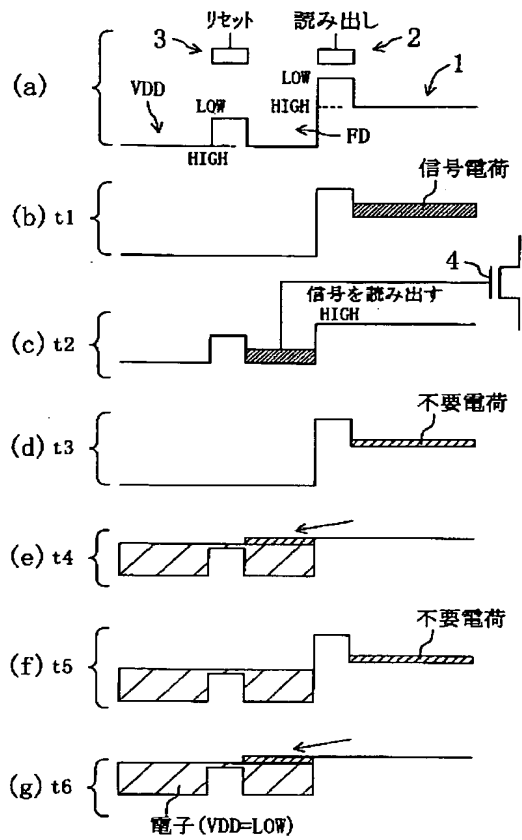 リセット 読み出し
3 2
(a) LOW 1
VDD LOW HIGH
FD
HIGH
信号電荷
(b) t1
4
信号を読み出す
HIGH
(c) t2
不要電荷
(d) t3
(e) t4
不要電荷
(f) t5
(g) t6
電子(VDD=LOW)